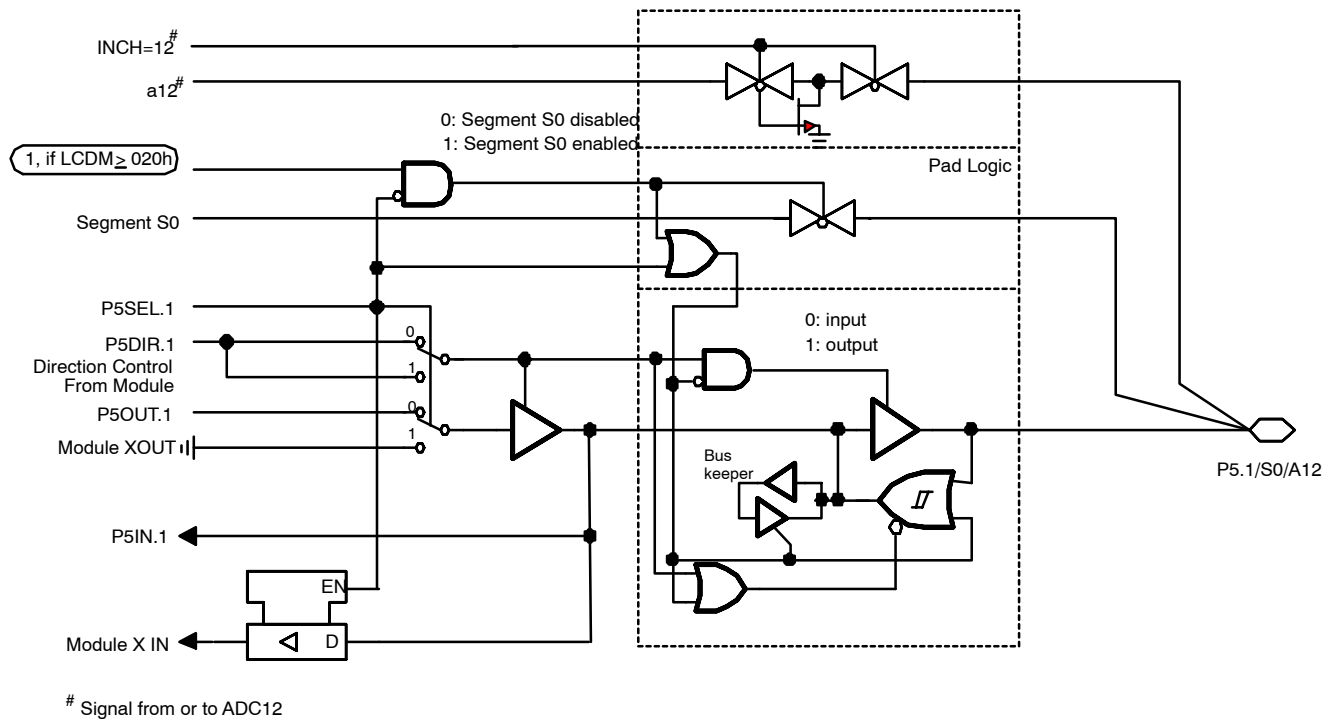 INCH=12#
a12#
0: Segment S0 disabled
1: Segment S0 enabled
1, if LCDM≥ 020h
Pad Logic
Segment S0
P5SEL.1
0: input
1: output
P5DIR.1
0
Direction Control
From Module
1
P5OUT.1
0
Module XOUT
1
Bus
keeper
P5.1/S0/A12
P5IN.1
EN
Module X IN
D
# Signal from or to ADC12